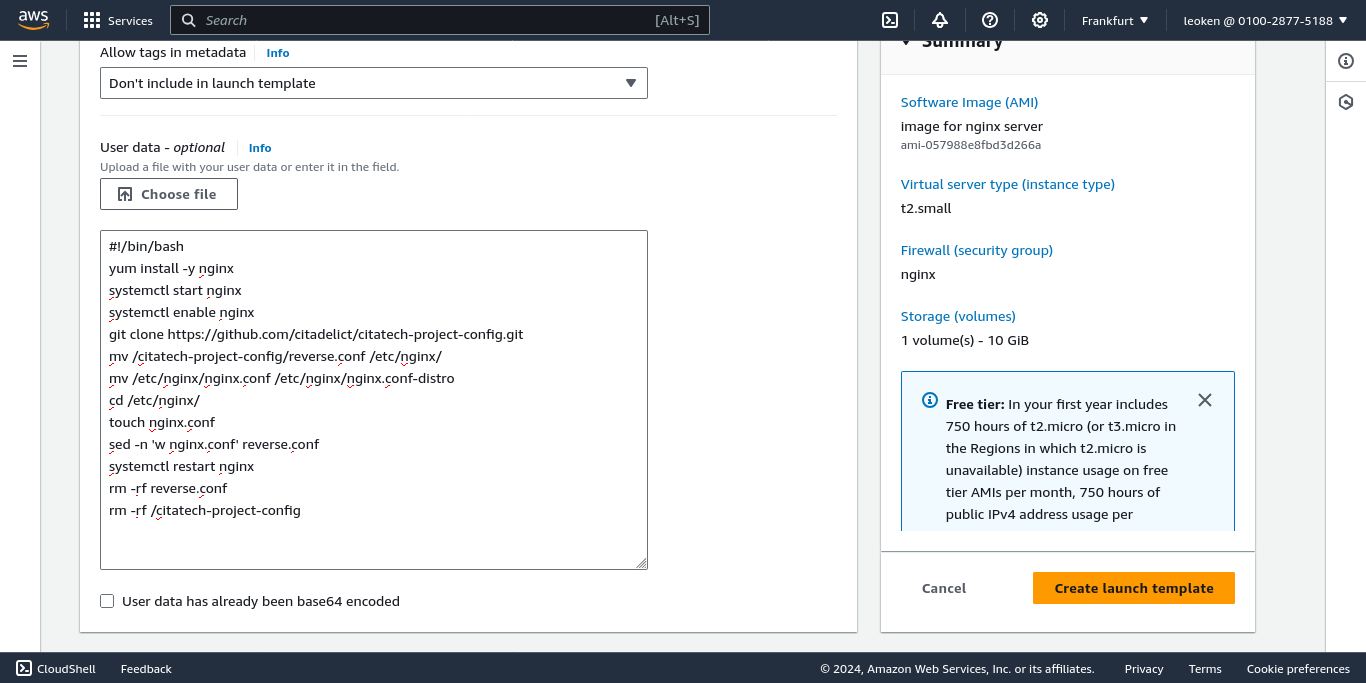 aws
Services
Search
[Alt+S]
Frankfurt
leoken @ 0100-2877-5188
Allow tags in metadata
Info
Don't include in launch template
User data - optional
Info
Upload a file with your user data or enter it in the field.
Choose file
#!/bin/bash
yum install -y nginx
systemctl start nginx
systemctl enable nginx
git clone https://github.com/citadelict/citatech-project-config.git
mv /citatech-project-config/reverse.conf /etc/nginx/
mv /etc/nginx/nginx.conf /etc/nginx/nginx.conf-distro
cd /etc/nginx/
touch nginx.conf
sed -n 'w nginx.conf' reverse.conf
systemctl restart nginx
rm -rf reverse.conf
rm -rf /citatech-project-config
User data has already been base64 encoded
Summary
Software Image (AMI)
image for nginx server
ami-057988e8fbd3d266a
Virtual server type (instance type)
t2.small
Firewall (security group)
nginx
Storage (volumes)
1 volume(s) - 10 GiB
Free tier: In your first year includes
750 hours of t2.micro (or t3.micro in
the Regions in which t2.micro is
unavailable) instance usage on free
tier AMIs per month, 750 hours of
public IPv4 address usage per
Cancel
Create launch template
CloudShell
Feedback
© 2024, Amazon Web Services, Inc. or its affiliates.
Privacy
Terms
Cookie preferences